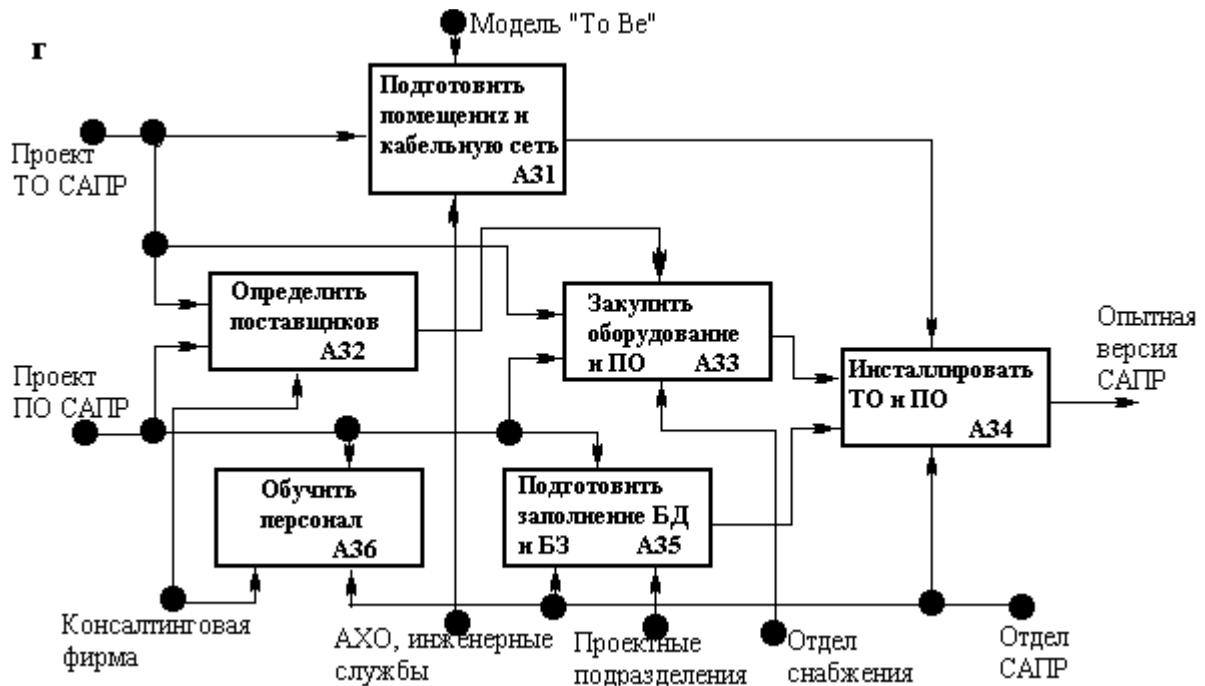 г
Модель "To Be"
Подготовить
помещениz и
кабельную сеть
А31
Проект
ТО САПР
Определить
поставщиков
А32
Закупить
оборудование
и ПО А33
Опытная
версия
САПР
Инсталлировать
ТО и ПО
А34
Проект
ПО САПР
Обучить
персонал
А36
Подготовить
заполнение БД
и БЗ А35
Консалтинговая
фирма
АХО, инженерные
службы
Проектные
подразделения
Отдел
снабжения
Отдел
САПР